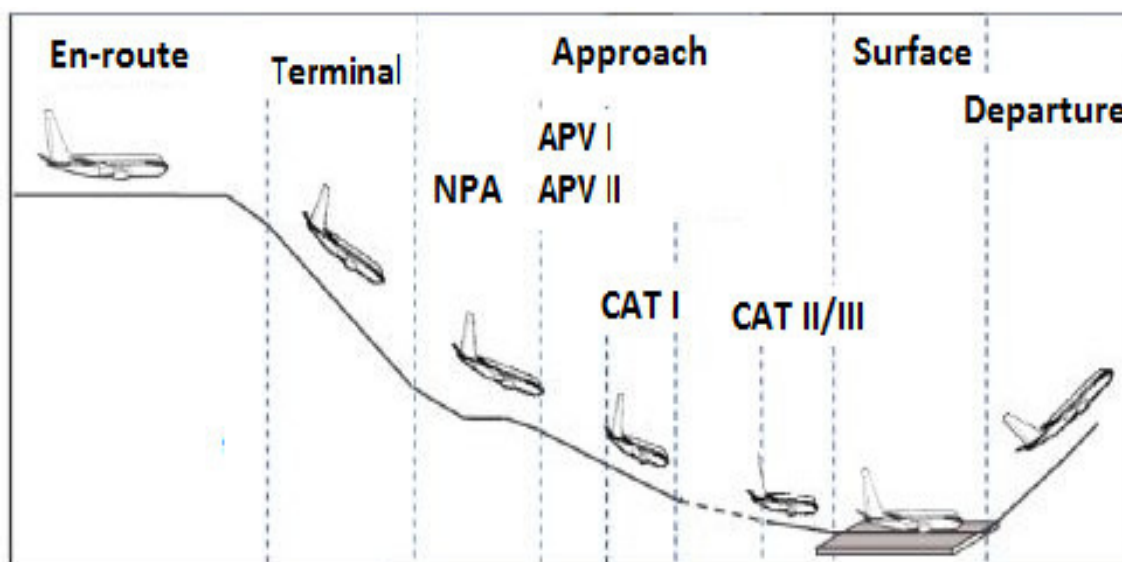 En-route
Terminal
Approach
Surface
Departure
APV I
NPA
APV II
CAT I
CAT II/III